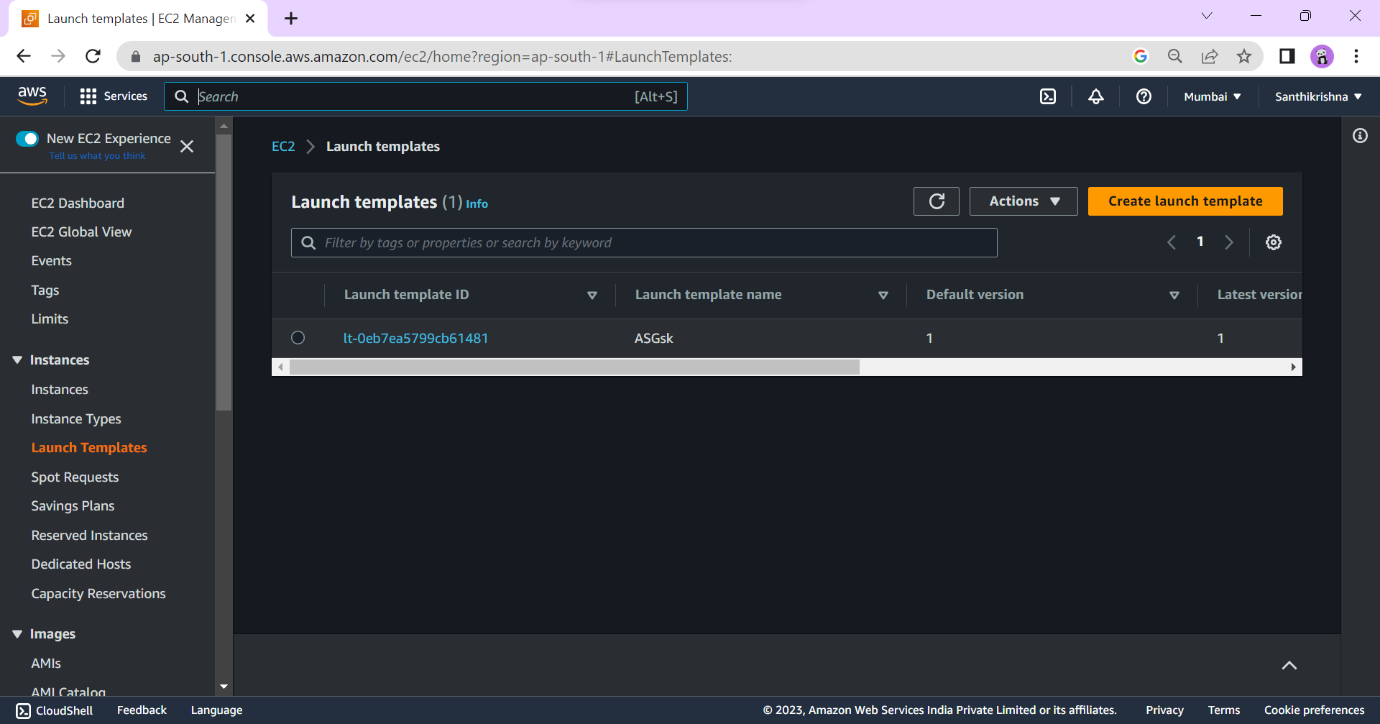 Launch templates | EC2 Manager
ap-south-1.console.aws.amazon.com/ec2/home?region=ap-south-1#LaunchTemplates:
aws Services Search [Alt+S] Mumbai Santhikrishna
New EC2 Experience
Tell us what you think
EC2 Dashboard
EC2 Global View
Events
Tags
Limits
Instances
Instances
Instance Types
Launch Templates
Spot Requests
Savings Plans
Reserved Instances
Dedicated Hosts
Capacity Reservations
Images
AMIs
AMI Catalog
EC2 > Launch templates
Launch templates (1) Info
Actions
Create launch template
Filter by tags or properties or search by keyword
1
Launch template ID Launch template name Default version Latest version
lt-0eb7ea5799cb61481 ASGsk 1 1
CloudShell Feedback Language © 2023, Amazon Web Services India Private Limited or its affiliates. Privacy Terms Cookie preferences